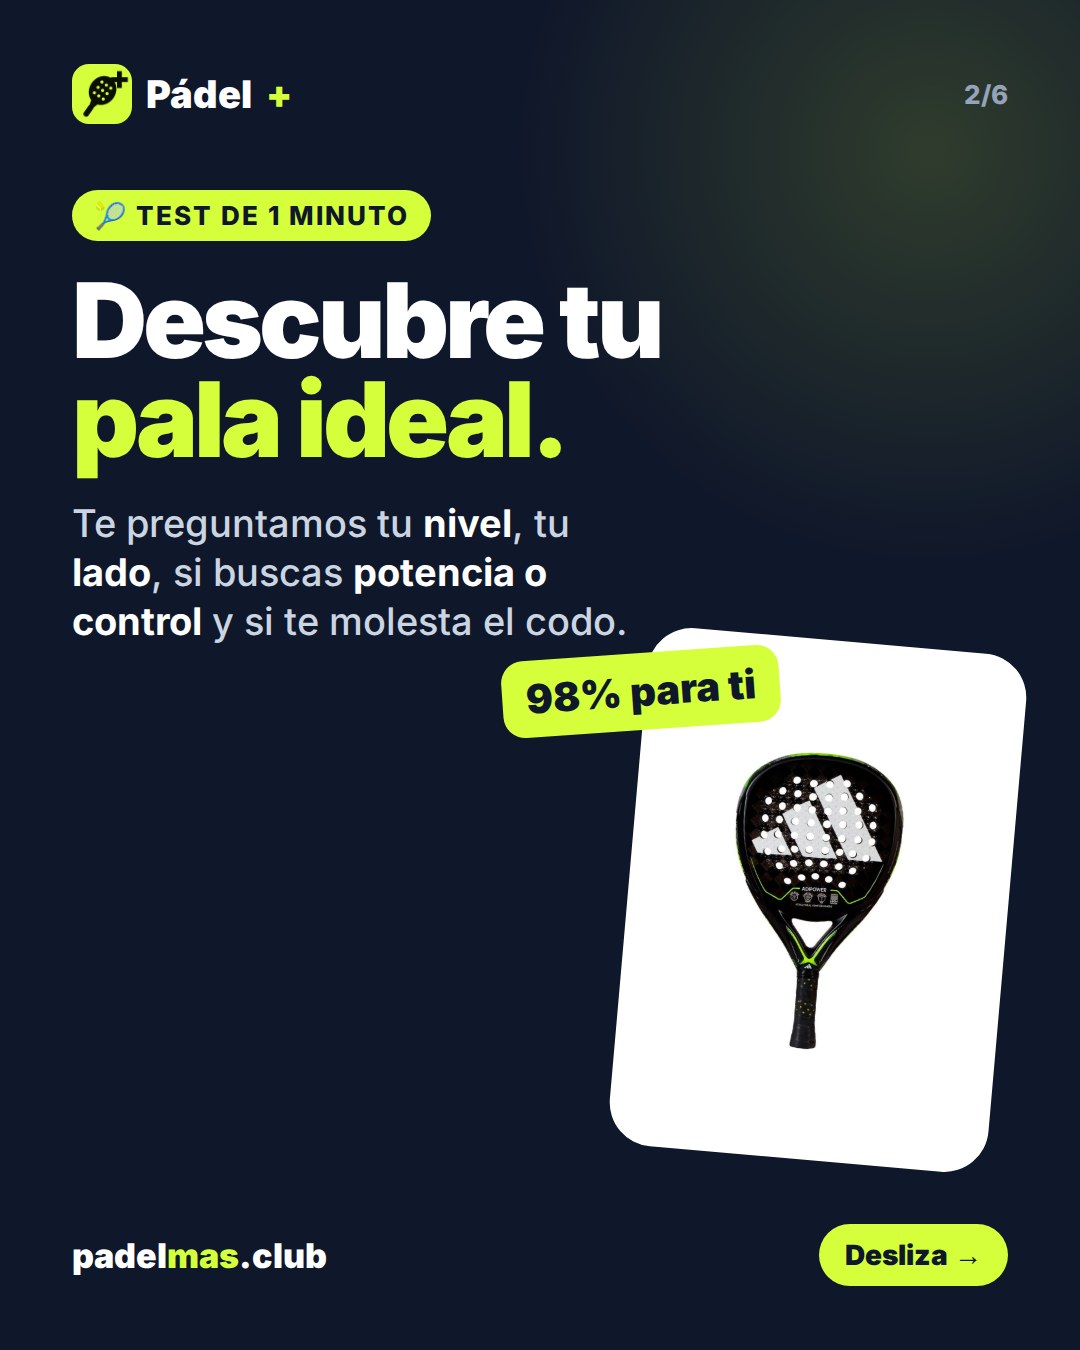 Pádel +
2/6
TEST DE 1 MINUTO
Descubre tu
pala ideal.
Te preguntamos tu nivel, tu
lado, si buscas potencia o
control y si te molesta el codo.
98% para ti
ADIPOWER
padelmas.club
Desliza →